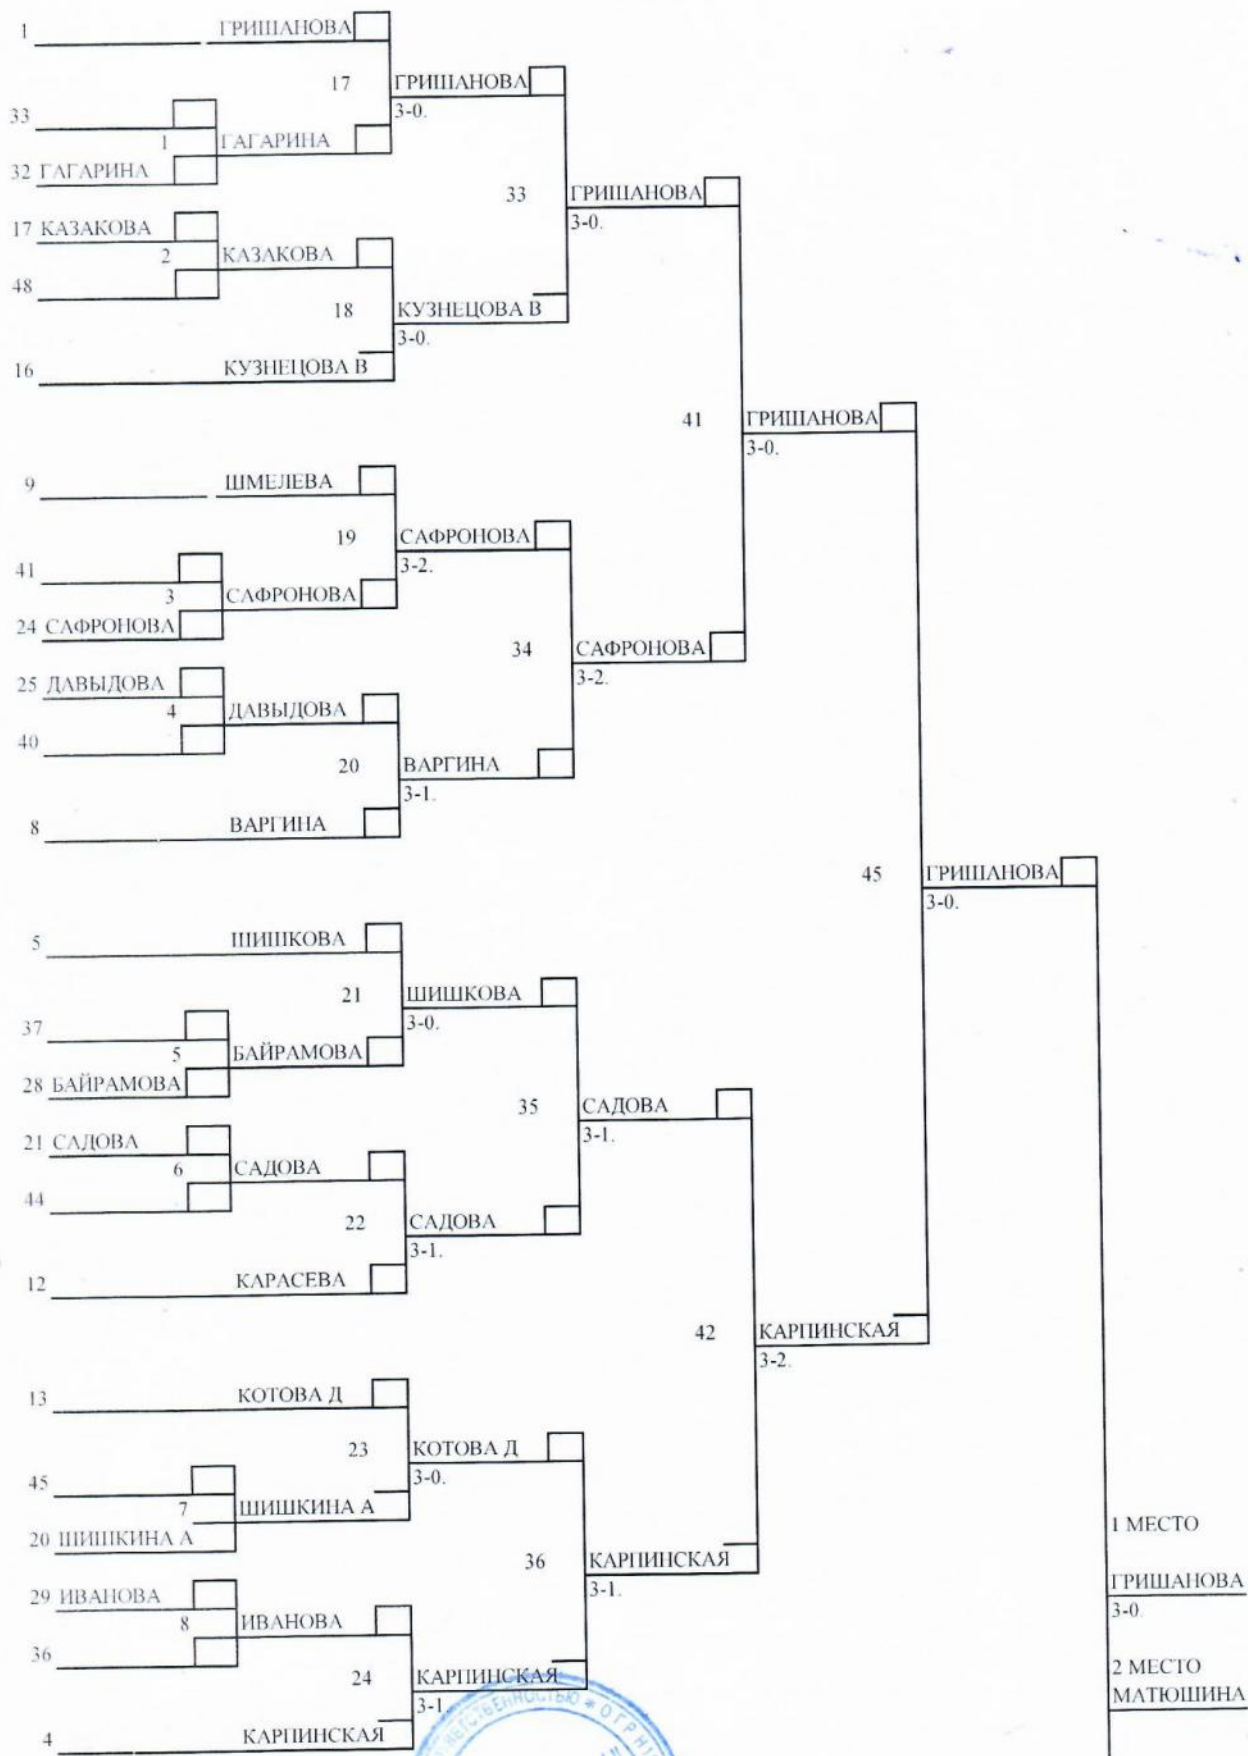 1 ГРИШАНОВА
17 ГРИШАНОВА
3-0.
33
1 ГАГАРИНА
32 ГАГАРИНА
33 ГРИШАНОВА
3-0.
17 КАЗАКОВА
2 КАЗАКОВА
48
18 КУЗНЕЦОВА В
3-0.
16 КУЗНЕЦОВА В
41 ГРИШАНОВА
3-0.
9 ШМЕЛЕВА
19 САФРОНОВА
3-2.
41
3 САФРОНОВА
24 САФРОНОВА
34 САФРОНОВА
3-2.
25 ДАВЫДОВА
4 ДАВЫДОВА
40
20 ВАРГИНА
3-1.
8 ВАРГИНА
45 ГРИШАНОВА
3-0.
5 ШИШКОВА
21 ШИШКОВА
3-0.
37
5 БАЙРАМОВА
28 БАЙРАМОВА
35 САДОВА
3-1.
21 САДОВА
6 САДОВА
44
22 САДОВА
3-1.
12 КАРАСЕВА
42 КАРПИНСКАЯ
3-2.
13 КОТОВА Д
23 КОТОВА Д
3-0.
45
7 ШИШКИНА А
20 ШИШКИНА А
36 КАРПИНСКАЯ
3-1.
29 ИВАНОВА
8 ИВАНОВА
36
24 КАРПИНСКАЯ
3-1
4 КАРПИНСКАЯ
1 МЕСТО
ГРИШАНОВА
3-0.
2 МЕСТО
МАТЮШИНА